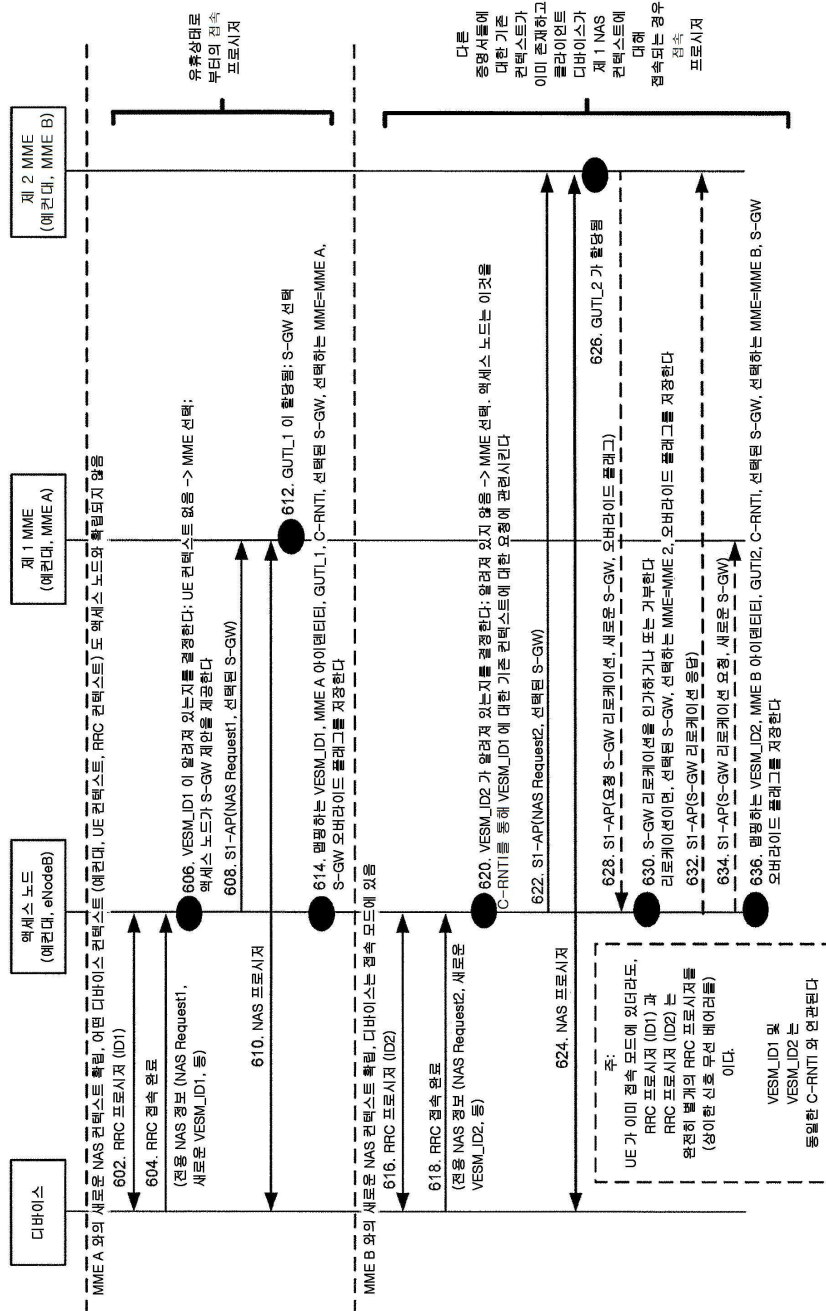 디바이스
액세스 노드
(예컨대, eNodeB)
제 1 MME
(예컨대, MME A)
제 2 MME
(예컨대, MME B)
MME A 와의 새로운 NAS 컨텍스트 확립, 어떤 디바이스 컨텍스트 (예컨대, UE 컨텍스트, RRC 컨텍스트) 도 액세스 노드와 확립되지 않음
602. RRC 프로시저 (ID1)
604. RRC 접속 완료
(전용 NAS 정보 (NAS Request1,
새로운 VESM_ID1, 등)
606. VESM_ID1 이 알려져 있는지를 결정한다; UE 컨텍스트 없음 -> MME 선택;
액세스 노드가 S-GW 제안을 제공한다
608. S1-AP(NAS Request1, 선택된 S-GW)
610. NAS 프로시저
612. GUTI_1 이 할당됨; S-GW 선택
614. 맵핑하는 VESM_ID1, MME A 아이덴티티, GUTI_1, C-RNTI, 선택된 S-GW, 선택하는 MME=MME A,
S-GW 오버라이드 플래그를 저장한다
유휴상태로
부터의 접속
프로시저
MME B 와의 새로운 NAS 컨텍스트 확립, 디바이스는 접속 모드에 있음
616. RRC 프로시저 (ID2)
618. RRC 접속 완료
(전용 NAS 정보 (NAS Request2, 새로운
VESM_ID2, 등)
620. VESM_ID2 가 알려져 있는지를 결정한다; 알려져 있지 않음 -> MME 선택. 액세스 노드는 이것을
C-RNTI를 통해 VESM_ID1 에 대한 기존 컨텍스트에 대한 요청에 관련시킨다
622. S1-AP(NAS Request2, 선택된 S-GW)
624. NAS 프로시저
626. GUTI_2 가 할당됨
628. S1-AP(요청 S-GW 리로케이션, 새로운 S-GW, 오버라이드 플래그)
630. S-GW 리로케이션을 인가하거나 또는 거부한다
리로케이션이면, 선택된 S-GW, 선택하는 MME=MME 2, 오버라이드 플래그를 저장한다
632. S1-AP(S-GW 리로케이션 응답)
634. S1-AP(S-GW 리로케이션 요청, 새로운 S-GW)
636. 맵핑하는 VESM_ID2, MME B 아이덴티티, GUTI2, C-RNTI, 선택된 S-GW, 선택하는 MME=MME B, S-GW
오버라이드 플래그를 저장한다
다른
증명서들에
대한 기존
컨텍스트가
이미 존재하고
클라이언트
디바이스가
제 1 NAS
컨텍스트에
대해
접속되는 경우
접속
프로시저
주:
UE 가 이미 접속 모드에 있더라도,
RRC 프로시저 (ID1) 과
RRC 프로시저 (ID2) 는
완전히 별개의 RRC 프로시저들
(상이한 신호 무선 베어러들)
이다.
VESM_ID1 및
VESM_ID2 는
동일한 C-RNTI 와 연관된다